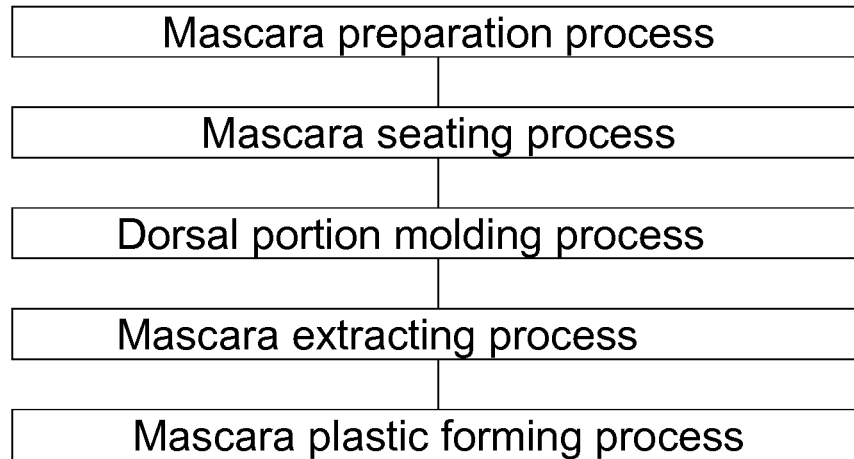 Mascara preparation process
Mascara seating process
Dorsal portion molding process
Mascara extracting process
Mascara plastic forming process